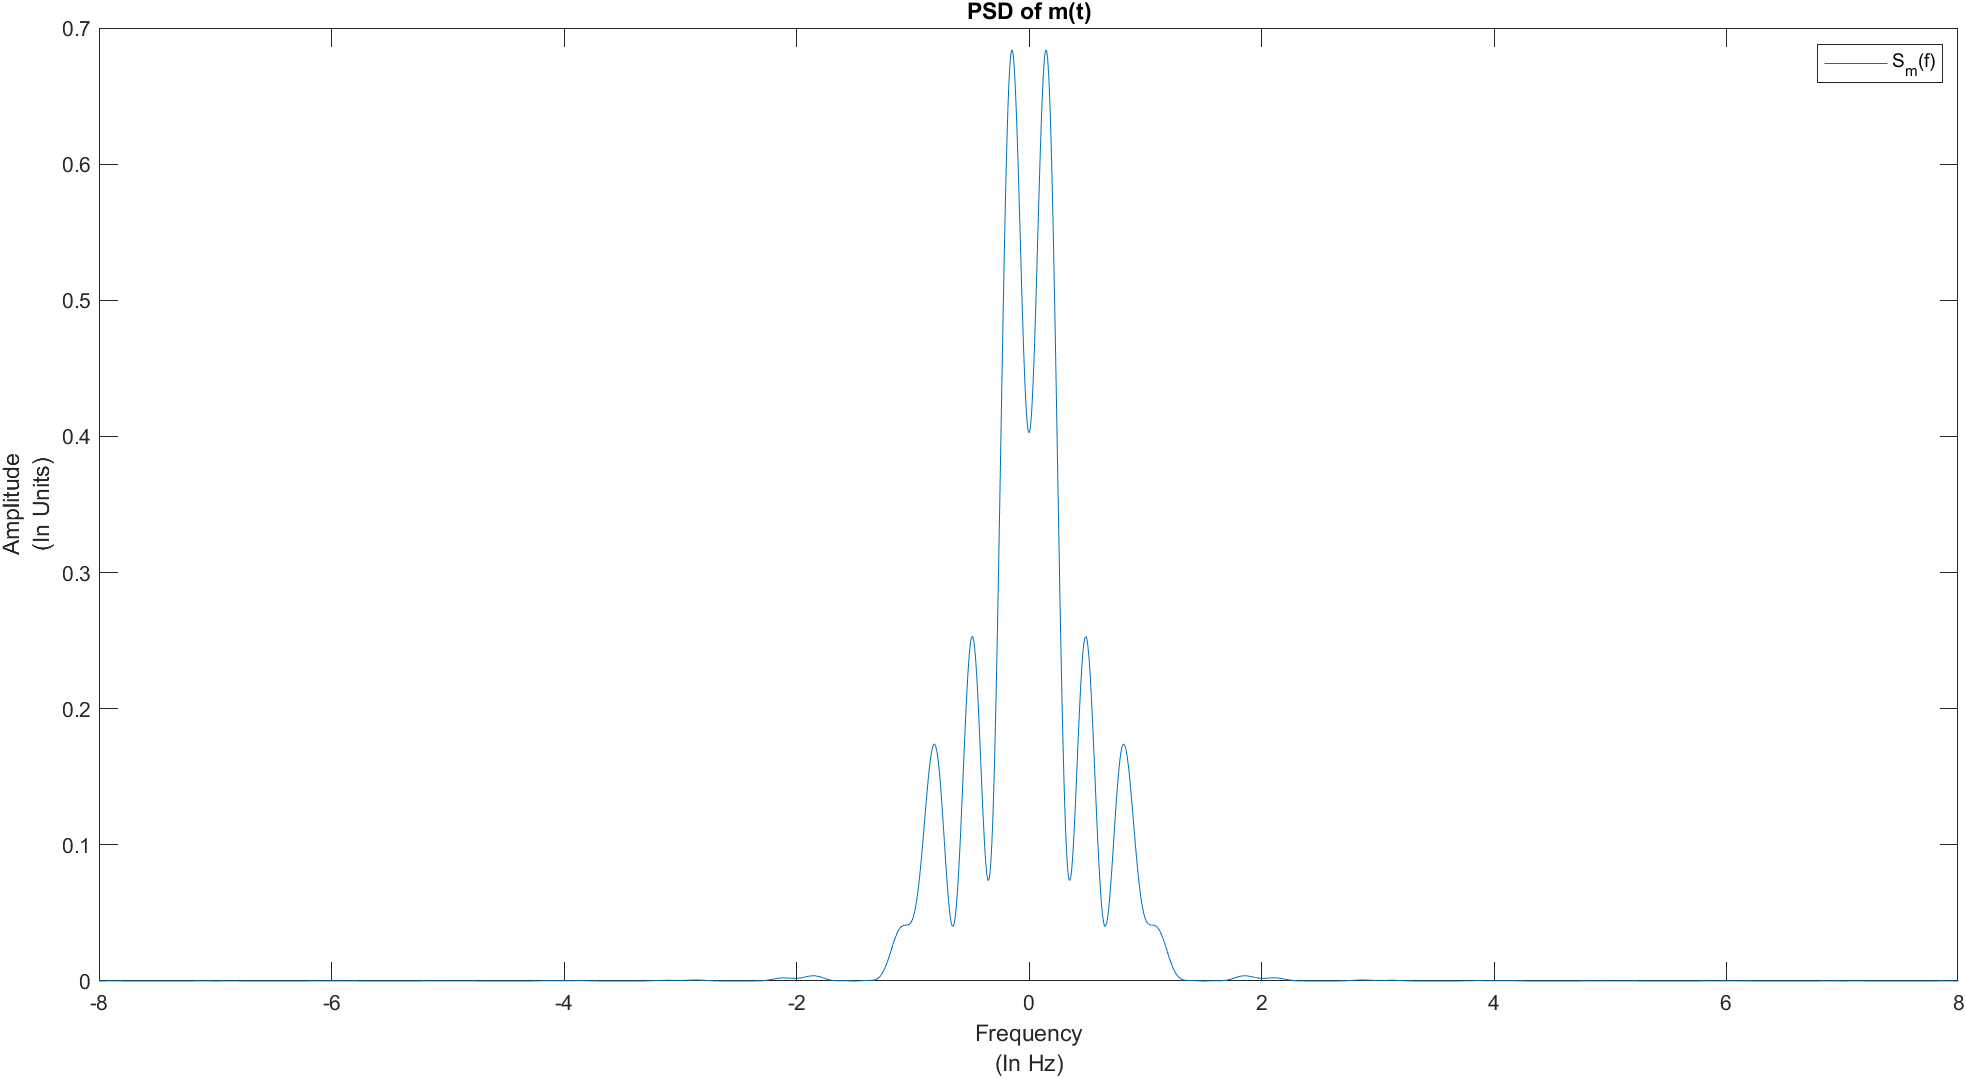 PSD of m(t)
S_m(f)
0.7
0.6
0.5
0.4
0.3
0.2
0.1
0
Amplitude
(In Units)
-8 -6 -4 -2 0 2 4 6 8
Frequency
(In Hz)